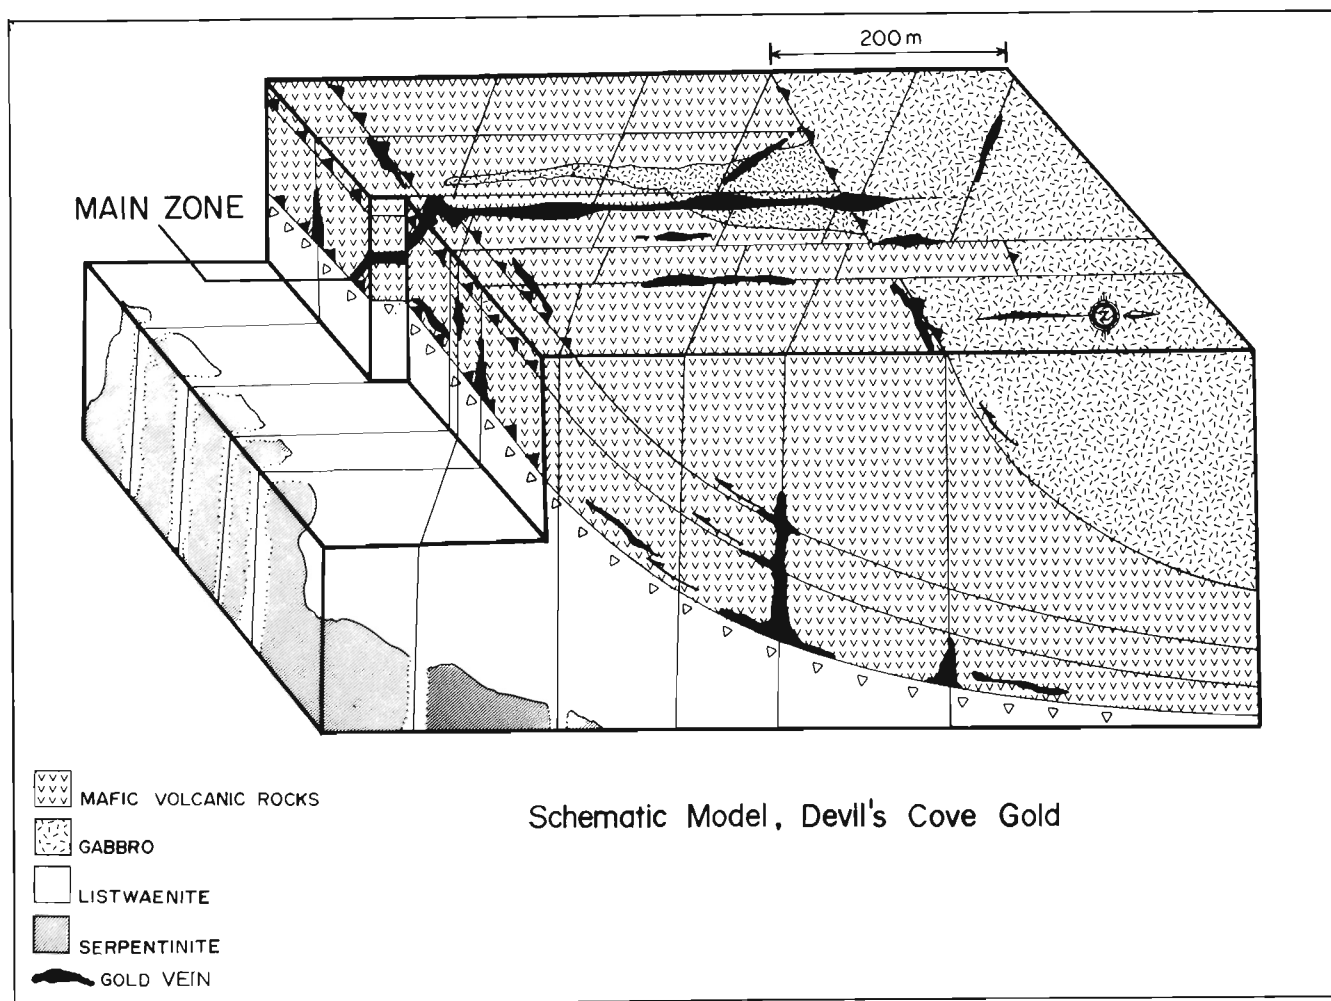 200 m
MAIN ZONE
Z
MAFIC VOLCANIC ROCKS
GABBRO
LISTWAENITE
SERPENTINITE
GOLD VEIN
Schematic Model, Devil's Cove Gold